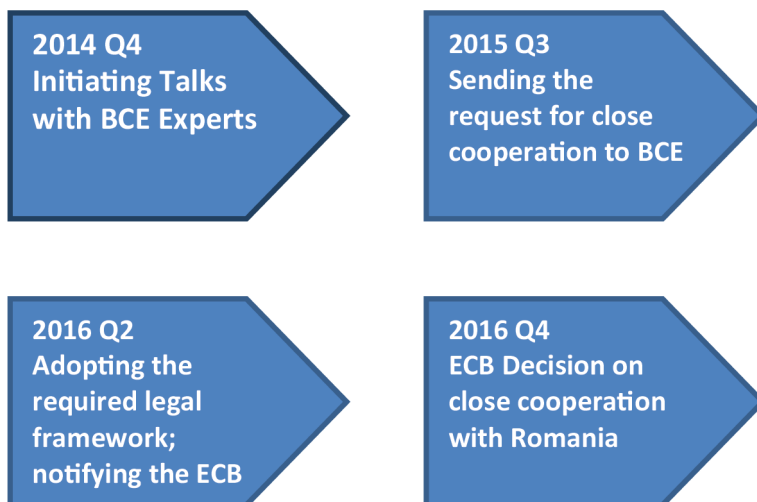 2014 Q4
Initiating Talks
with BCE Experts
2015 Q3
Sending the
request for close
cooperation to BCE
2016 Q2
Adopting the
required legal
framework;
notifying the ECB
2016 Q4
ECB Decision on
close cooperation
with Romania